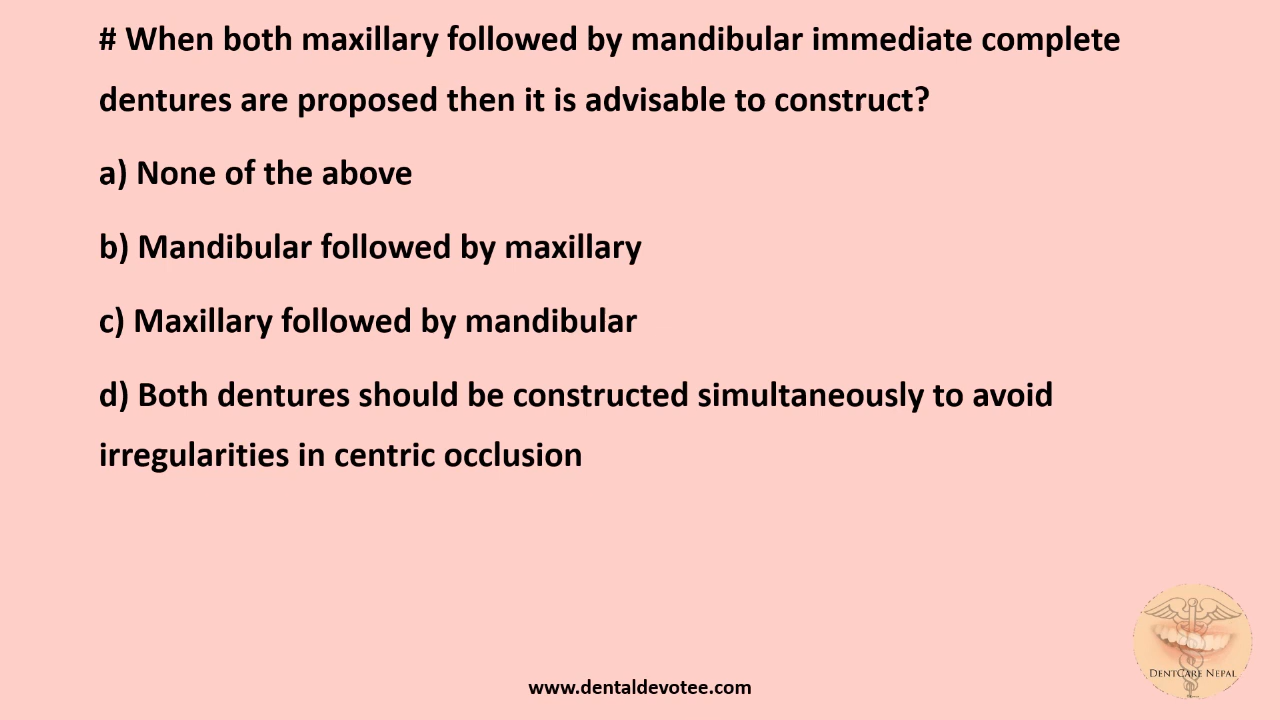 # When both maxillary followed by mandibular immediate complete
dentures are proposed then it is advisable to construct?
a) None of the above
b) Mandibular followed by maxillary
c) Maxillary followed by mandibular
d) Both dentures should be constructed simultaneously to avoid
irregularities in centric occlusion
DentCare Nepal
www.dentaldevotee.com